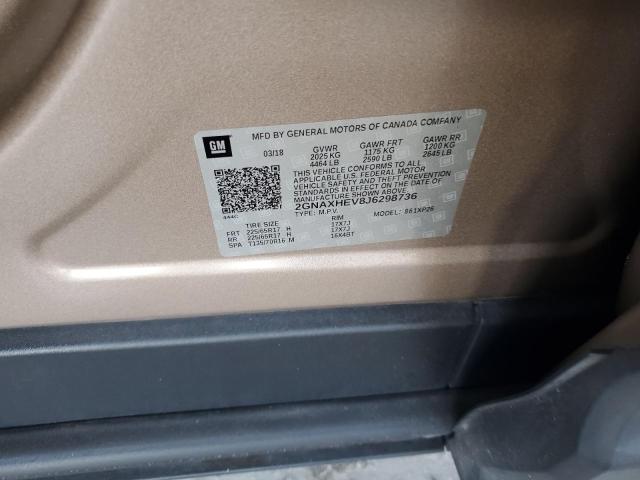 GM
MFD BY GENERAL MOTORS OF CANADA COMPANY
03/18 GVWR GAWR FRT GAWR RR
2025 KG 1175 KG 1200 KG
4464 LB 2590 LB 2645 LB
THIS VEHICLE CONFORMS TO ALL
APPLICABLE U.S. FEDERAL MOTOR
VEHICLE SAFETY AND THEFT PREVENTION
STANDARDS IN EFFECT ON THE DATE OF
MANUFACTURE SHOWN ABOVE.
2GNAXHEV8J6298736
TYPE: M.P.V. MODEL: 861XP26
TIRE SIZE RIM
FRT 225/65R17 H 17X7J
RR 225/65R17 H 17X7J
SPA T135/70R16 M 16X4BT